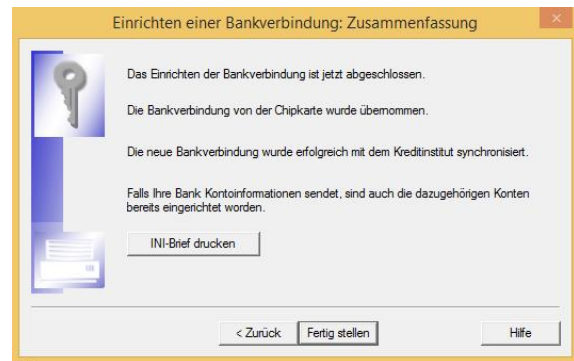 Einrichten einer Bankverbindung: Zusammenfassung
Das Einrichten der Bankverbindung ist jetzt abgeschlossen.
Die Bankverbindung von der Chipkarte wurde übernommen.
Die neue Bankverbindung wurde erfolgreich mit dem Kreditinstitut synchronisiert.
Falls Ihre Bank Kontoinformationen sendet, sind auch die dazugehörigen Konten
bereits eingerichtet worden.
INI-Brief drucken
< Zurück Fertig stellen Hilfe